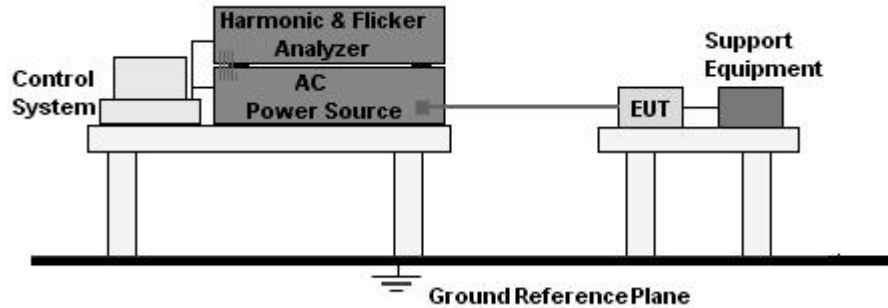 Harmonic & Flicker
Analyzer
Control
System
AC
Power Source
Support
Equipment
EUT
Ground Reference Plane